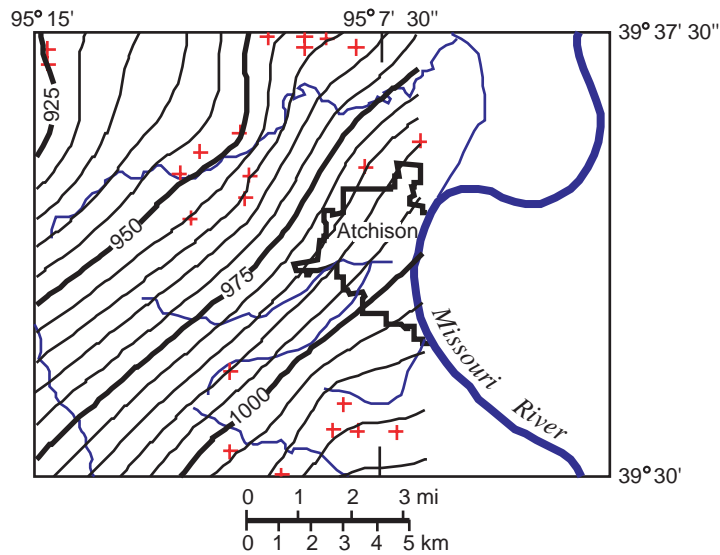 95° 15'
95° 7' 30"
39° 37' 30"
925
950
Atchison
975
Missouri River
1000
39° 30'
0 1 2 3 mi
0 1 2 3 4 5 km